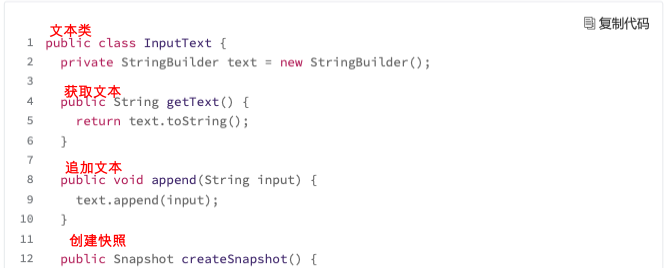 复制代码
文本类
1 public class InputText {
2 private StringBuilder text = new StringBuilder();
3
获取文本
4 public String getText() {
5 return text.toString();
6 }
7
追加文本
8 public void append(String input) {
9 text.append(input);
10 }
11 创建快照
12 public Snapshot createSnapshot() {